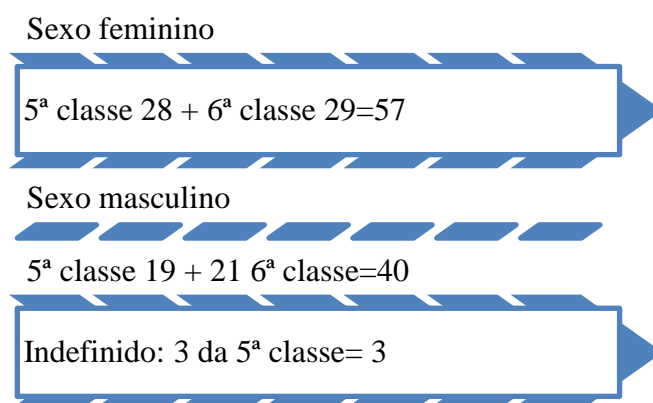 Sexo feminino
5ª classe 28 + 6ª classe 29=57
Sexo masculino
5ª classe 19 + 21 6ª classe=40
Indefinido: 3 da 5ª classe= 3